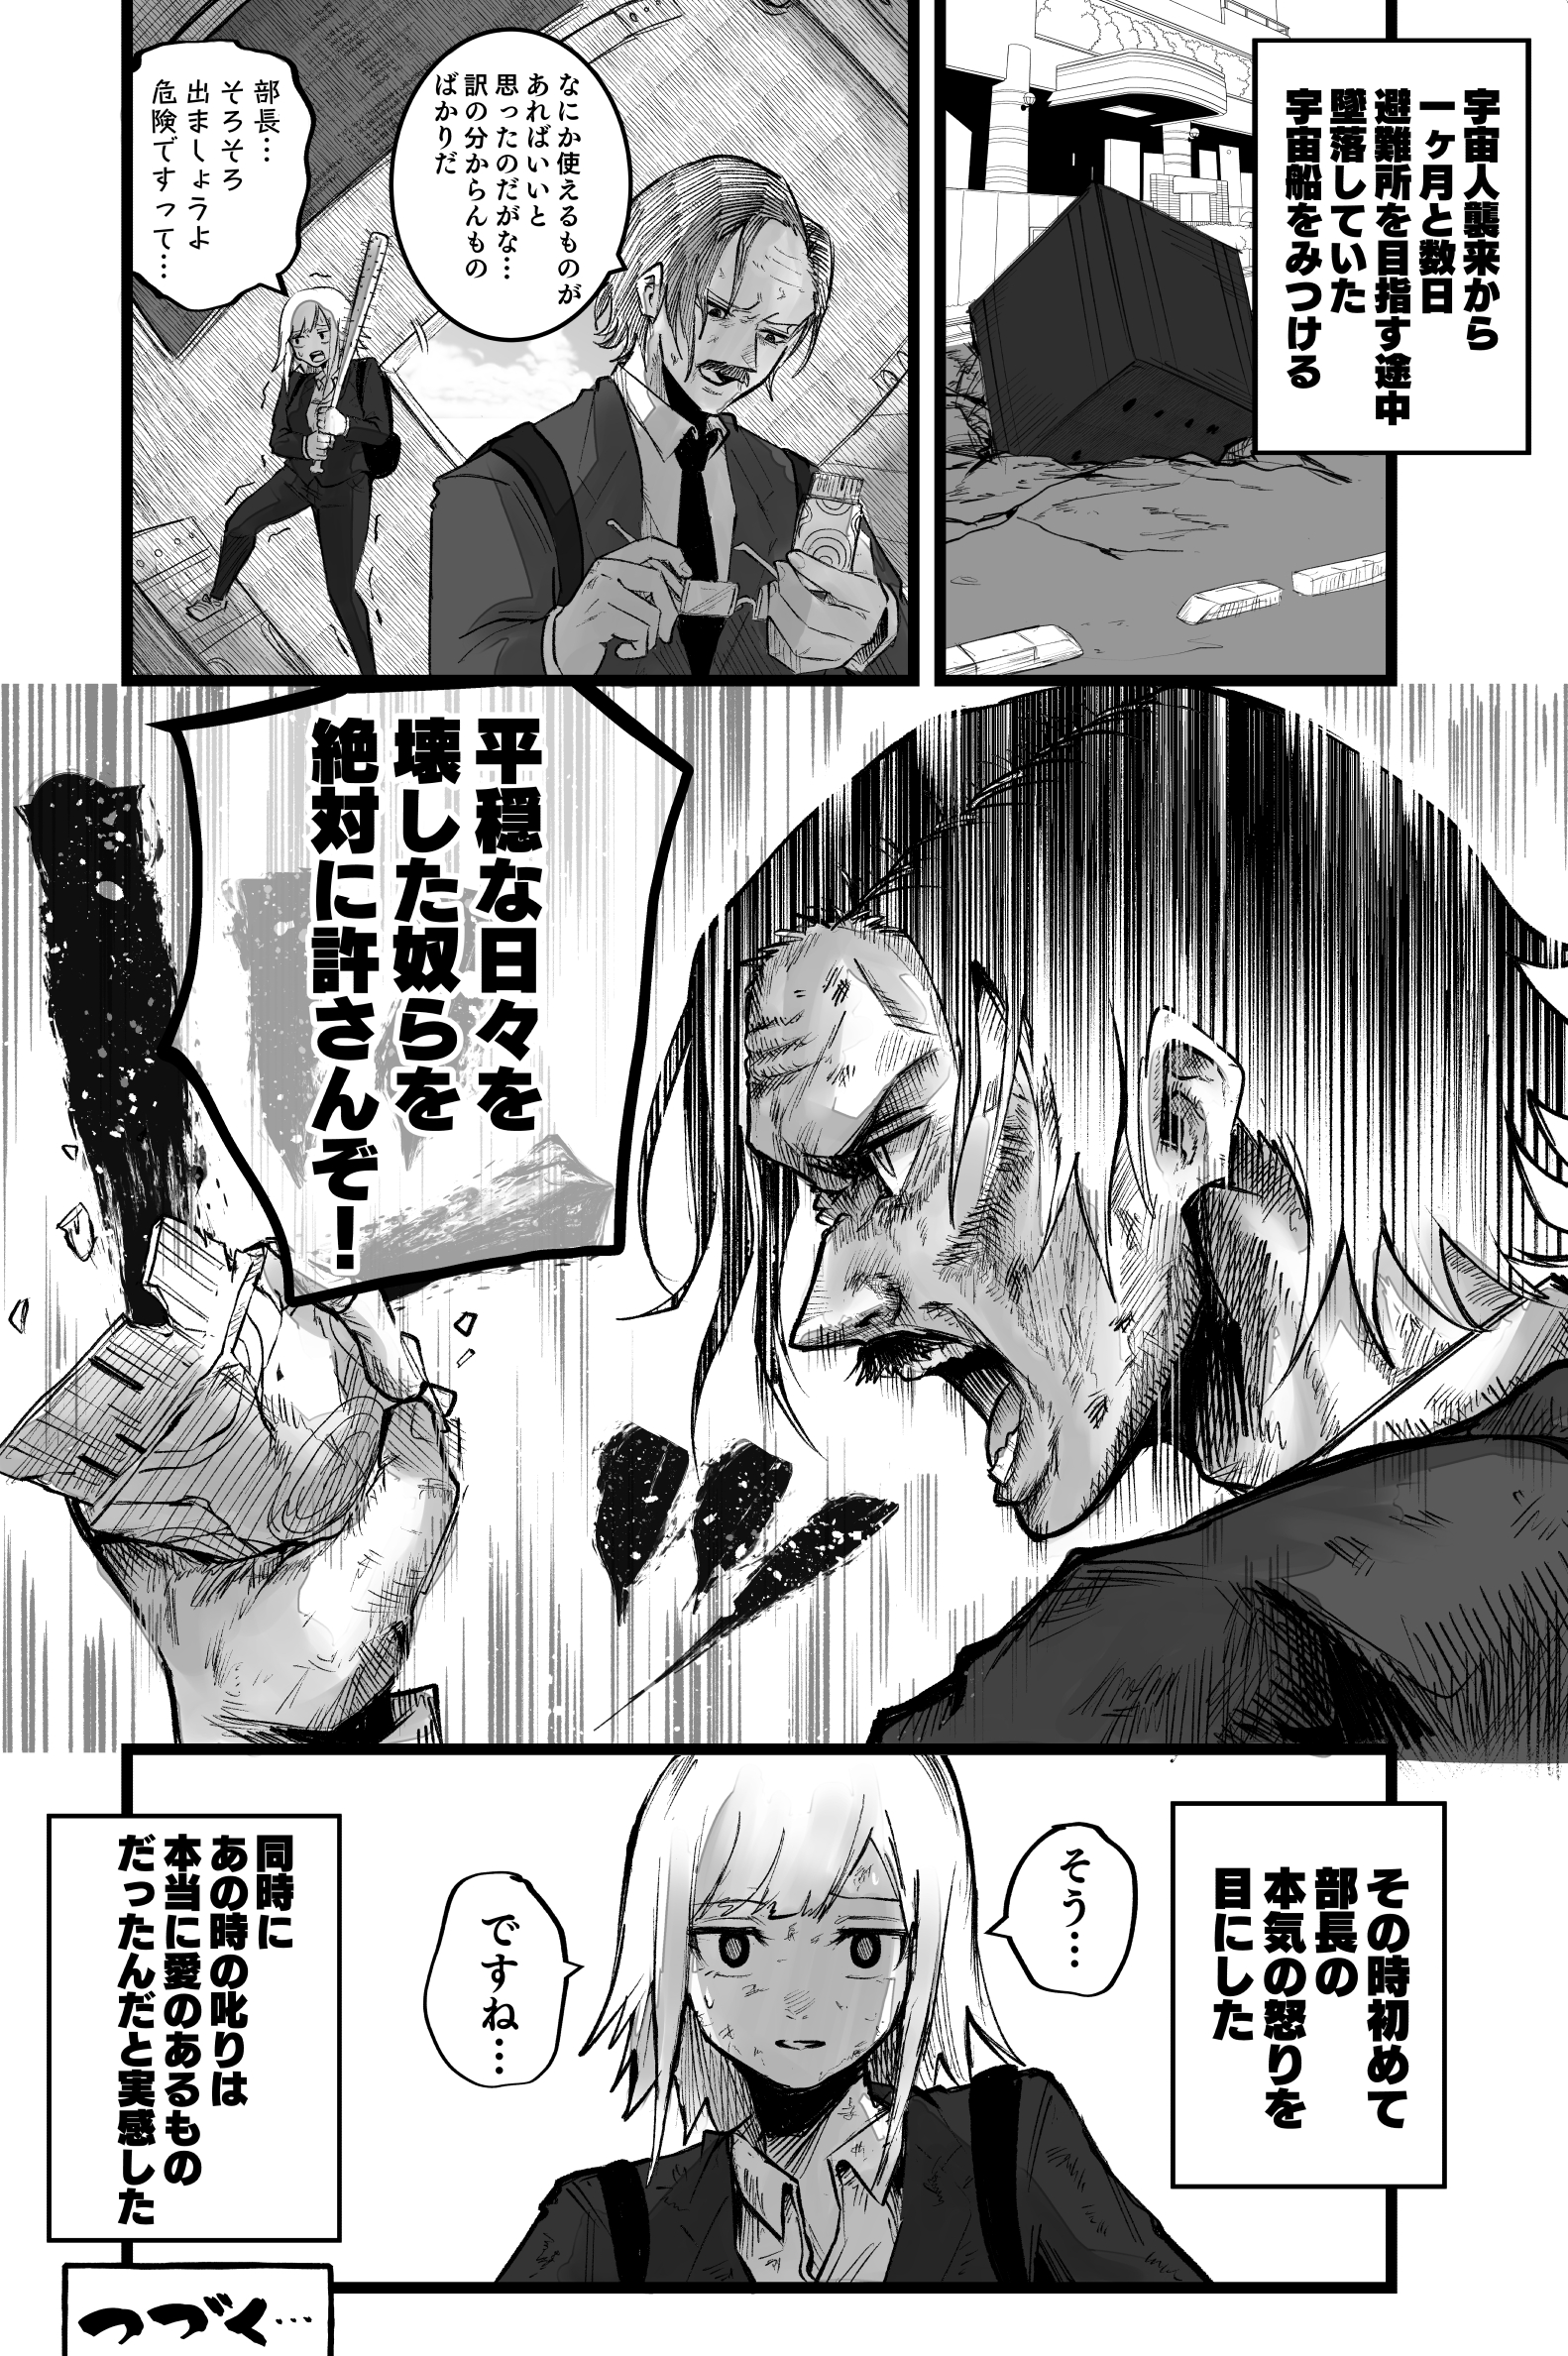 宇宙人襲来から
一ヶ月と数日
避難所を目指す途中
墜落していた
宇宙船をみつける
なにか使えるものが
あればいいと
思ったのだがな…
訳の分からんもの
ばかりだ
部長…
そろそろ
出ましょうよ
危険ですって…
平穏な日々を
壊した奴らを
絶対に許さんぞ！
その時初めて
部長の
本気の怒りを
目にした
そう…
ですね…
同時に
あの時の叱りは
本当に愛のあるもの
だったんだと実感した
つづく…